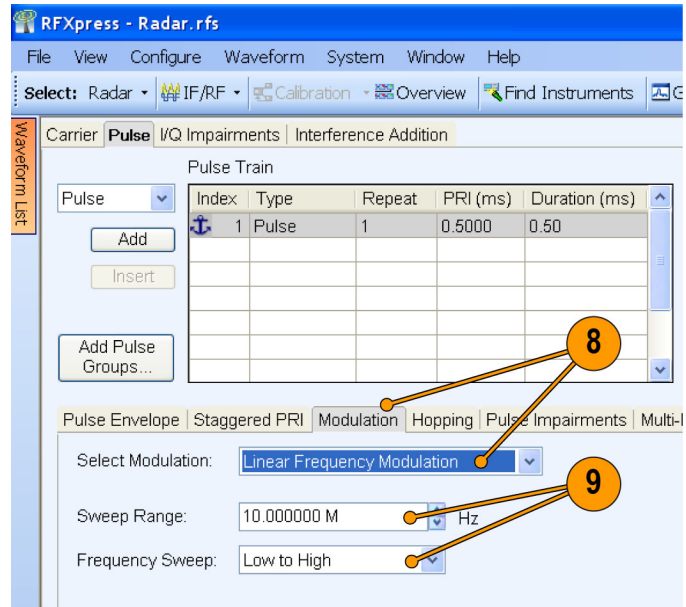 RFXpress - Radar.rfs
File View Configure Waveform System Window Help
Select: Radar IF/RF Calibration Overview Find Instruments G
Waveform List
Carrier Pulse I/Q Impairments Interference Addition
Pulse Train
Pulse
Index Type Repeat PRI (ms) Duration (ms)
1 Pulse 1 0.5000 0.50
Add
Insert
Add Pulse
Groups...
8
Pulse Envelope Staggered PRI Modulation Hopping Pulse Impairments Multi-
Select Modulation: Linear Frequency Modulation
9
Sweep Range: 10.000000 M Hz
Frequency Sweep: Low to High